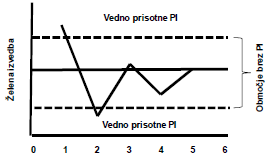 Vedno prisotne PI
Želena izvedba
Območje brez PI
Vedno prisotne PI
0 1 2 3 4 5 6